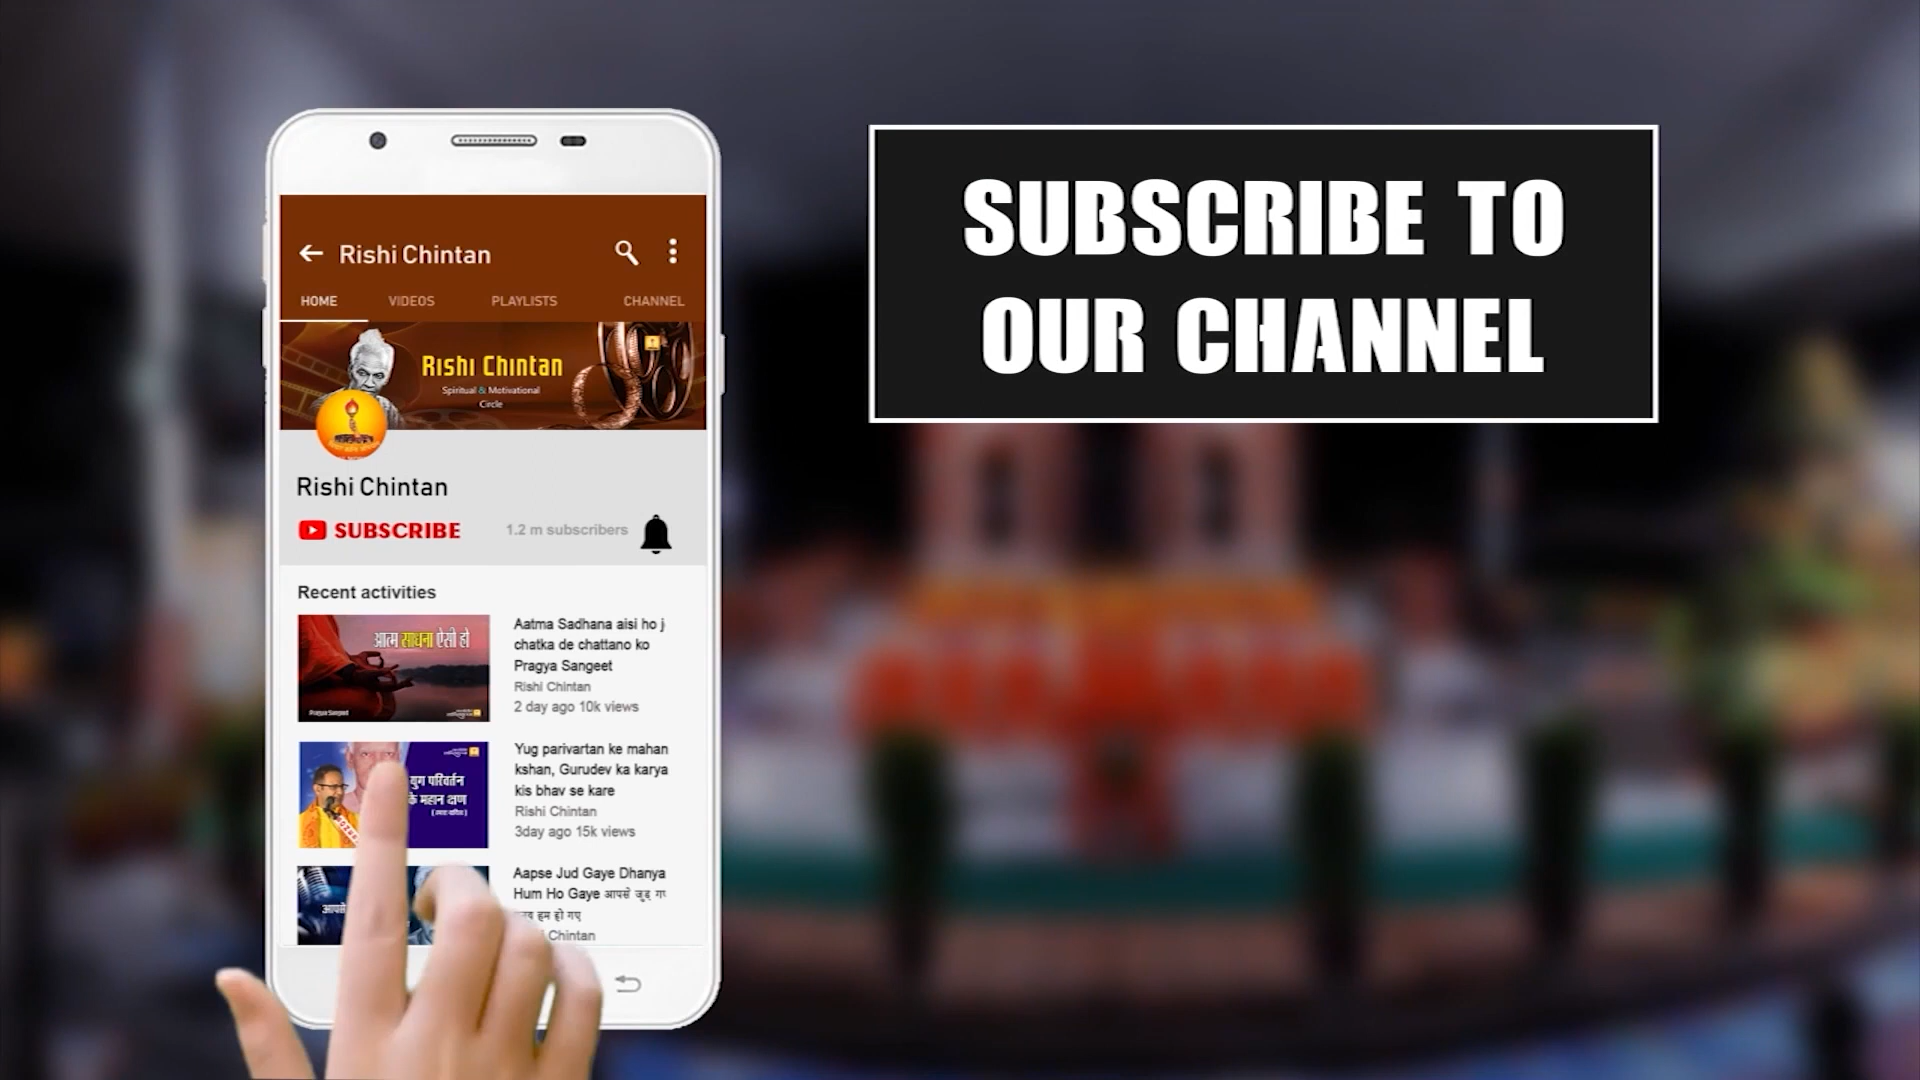 SUBSCRIBE TO
OUR CHANNEL
Rishi Chintan
HOME VIDEOS PLAYLISTS CHANNEL
Rishi Chintan
Spiritual & Motivational
Circle
Rishi Chintan
SUBSCRIBE 1.2 m subscribers
Recent activities
आत्म साधना ऐसी हो
Pragya Sangeet
Aatma Sadhana aisi ho j
chatka de chattano ko
Pragya Sangeet
Rishi Chintan
2 day ago 10k views
युग परिवर्तन
के महान क्षण
Yug parivartan ke mahan
kshan, Gurudev ka karya
kis bhav se kare
Rishi Chintan
3day ago 15k views
आपसे
Aapse Jud Gaye Dhanya
Hum Ho Gaye आपसे जुड़
हम हो गए
Chintan